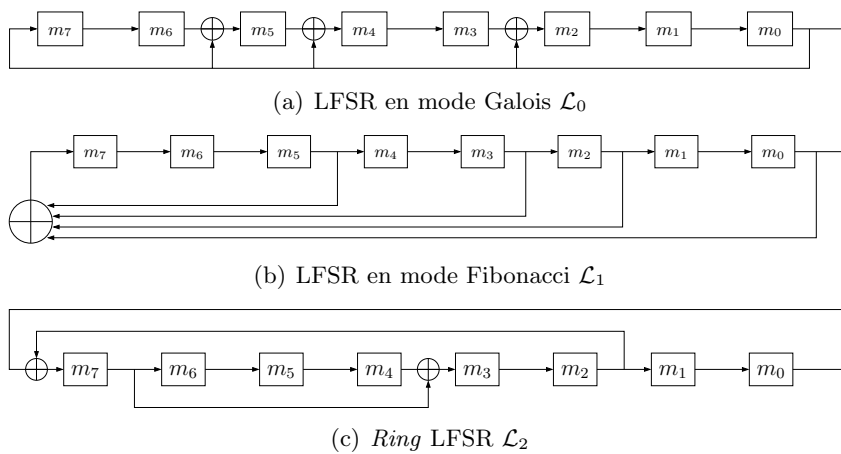 m₇ m₆ m₅ m₄ m₃ m₂ m₁ m₀
(a) LFSR en mode Galois ℒ₀
m₇ m₆ m₅ m₄ m₃ m₂ m₁ m₀
(b) LFSR en mode Fibonacci ℒ₁
m₇ m₆ m₅ m₄ m₃ m₂ m₁ m₀
(c) Ring LFSR ℒ₂